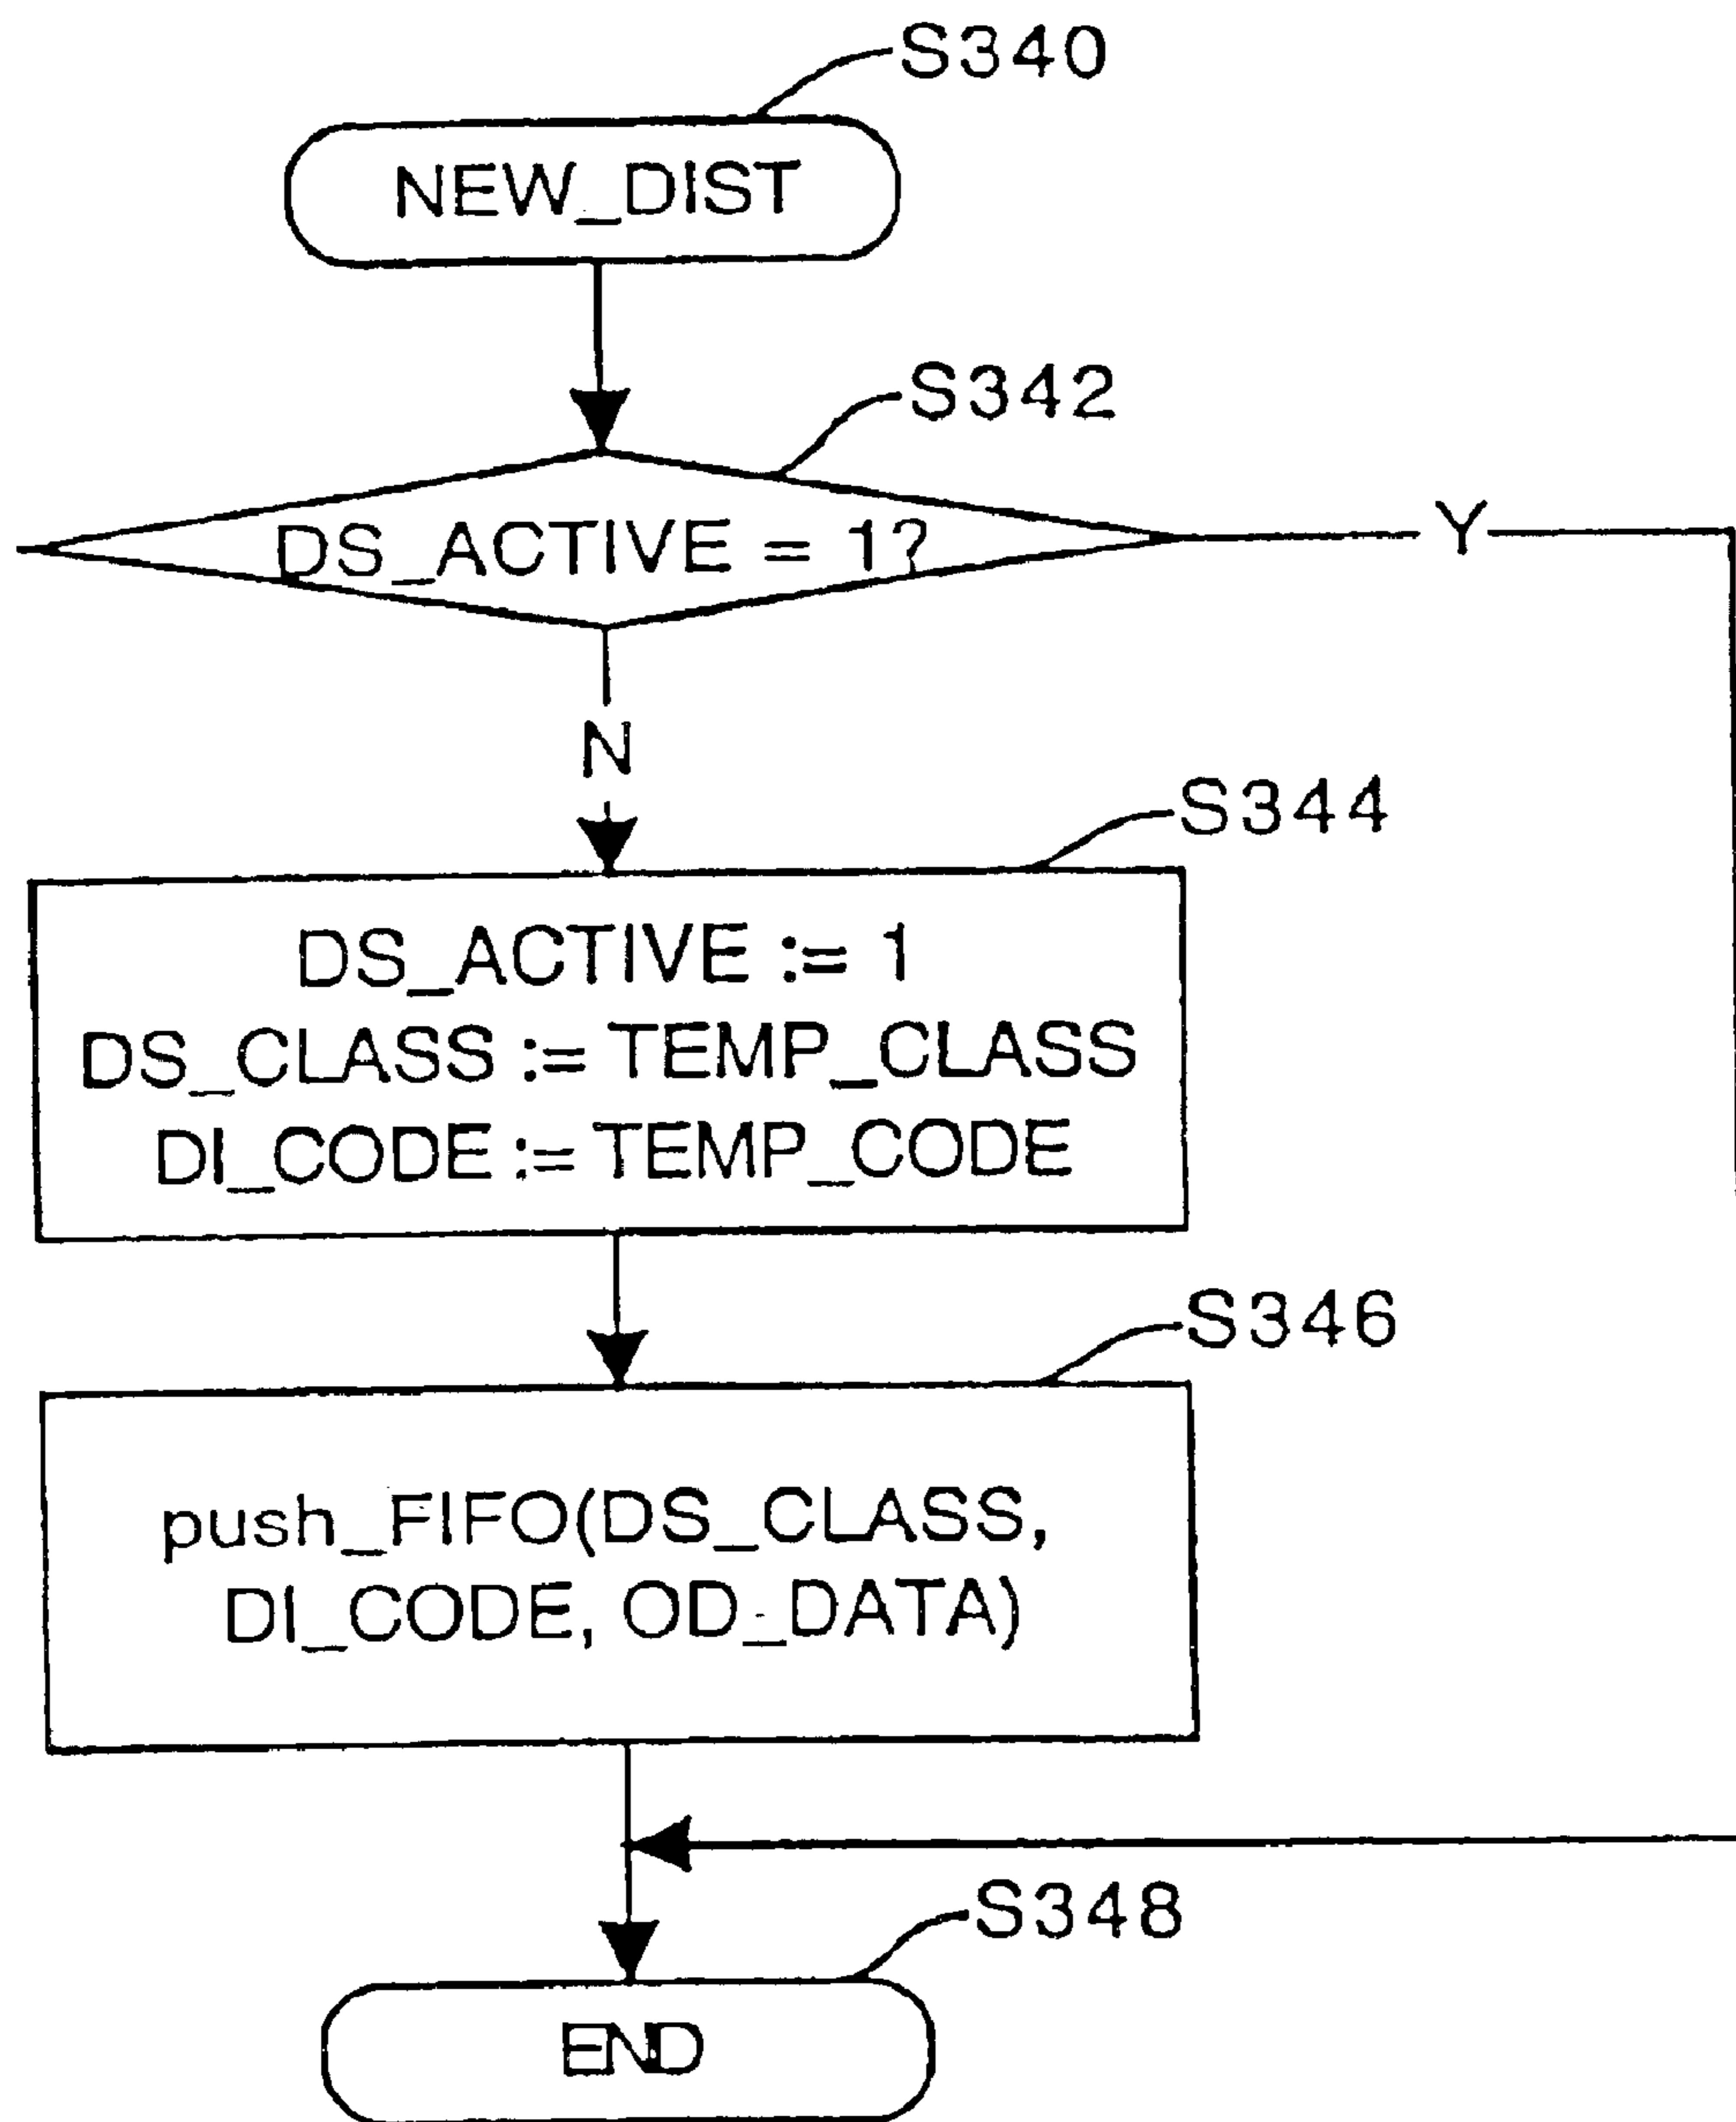 S340
NEW_DIST
S342
DS_ACTIVE = 1?
Y
N
S344
DS_ACTIVE := 1
DS_CLASS := TEMP_CLASS
DI_CODE := TEMP_CODE
S346
push_FIFO(DS_CLASS,
DI_CODE, OD_DATA)
S348
END